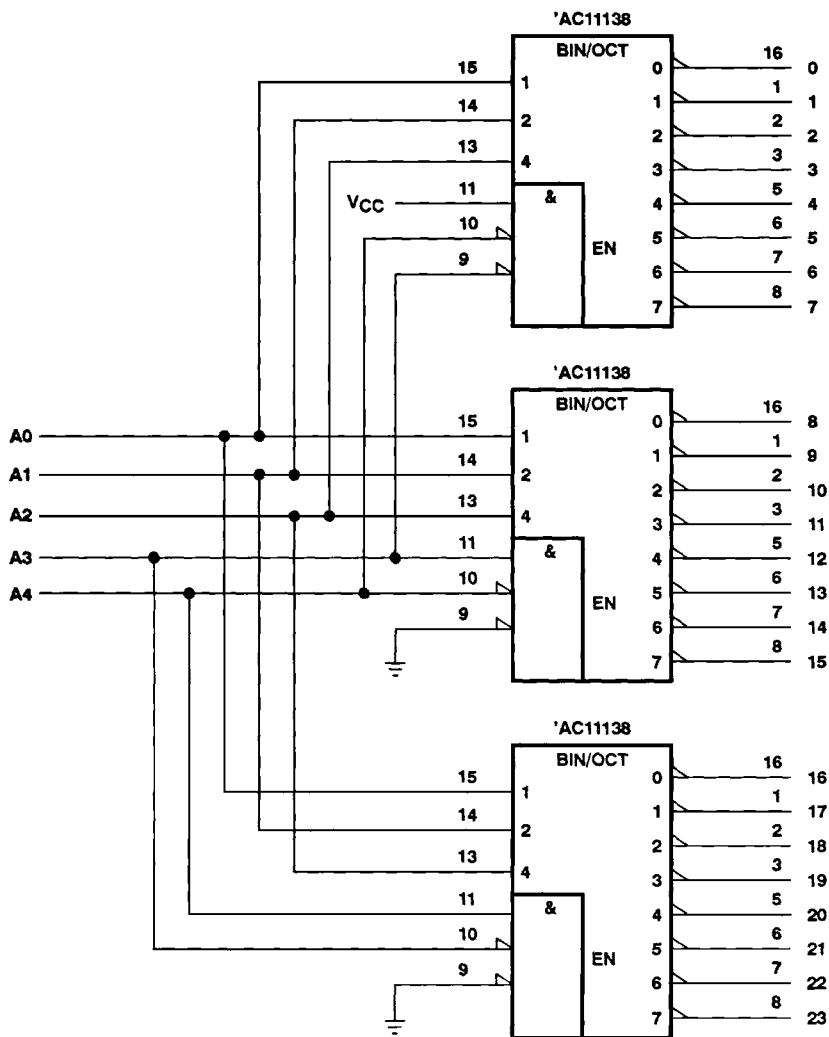 'AC11138
BIN/OCT
15 1 0 16 0
14 2 1 1 1
13 4 2 2 2
3 3 3
VCC 11 & 4 5 4
10 EN 5 6 5
9 6 7 6
7 8 7
'AC11138
BIN/OCT
A0 15 1 0 16 8
A1 14 2 1 1 9
A2 13 4 2 2 10
3 3 11
A3 11 & 4 5 12
A4 10 EN 5 6 13
9 6 7 14
7 8 15
'AC11138
BIN/OCT
15 1 0 16 16
14 2 1 1 17
13 4 2 2 18
3 3 19
11 & 4 5 20
10 EN 5 6 21
9 6 7 22
7 8 23